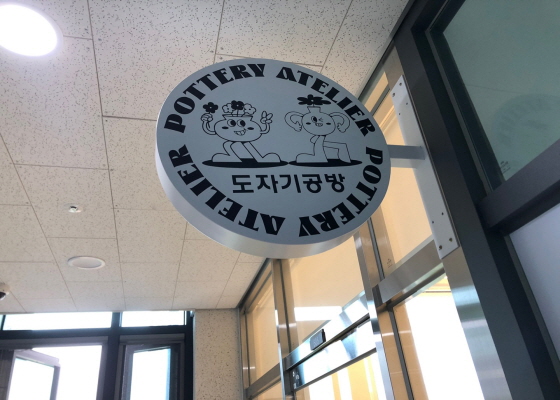 POTTERY ATELIER POTTERY ATELIER
도자기공방